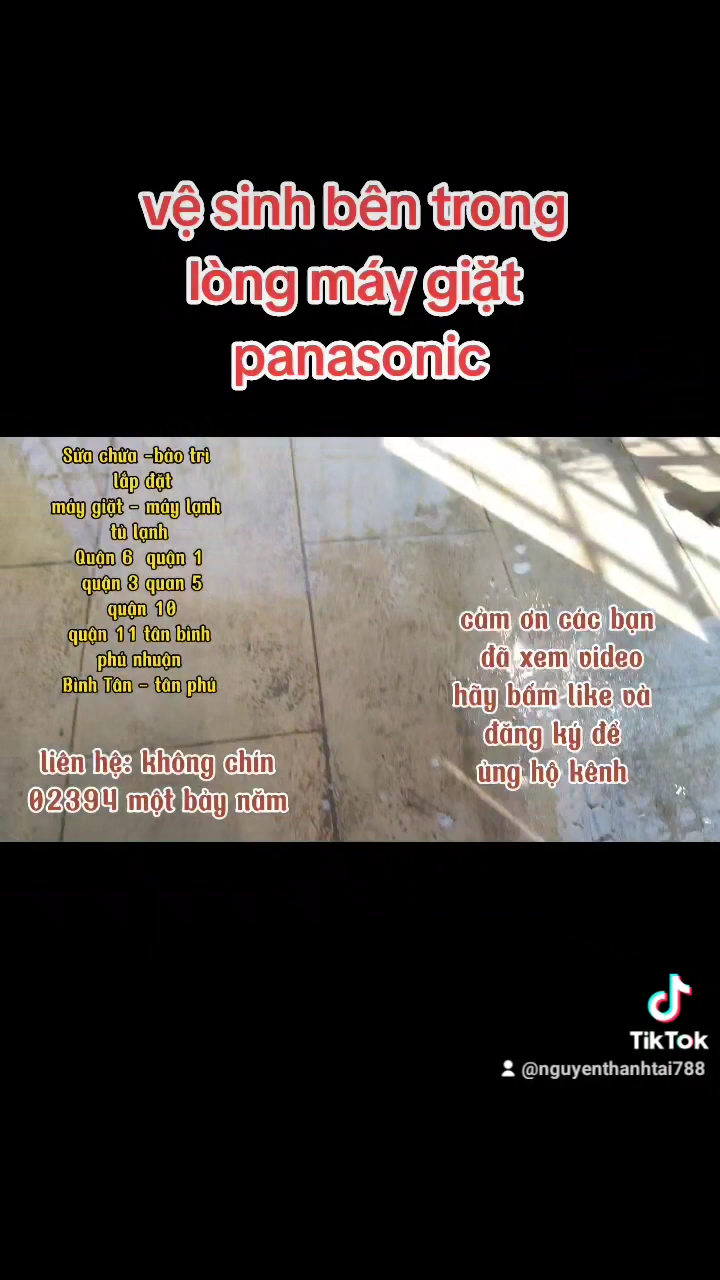 vệ sinh bên trong
lòng máy giặt
panasonic
Sửa chữa -bảo trì
lắp đặt
máy giặt - máy lạnh
tủ lạnh
Quận 6 quận 1
quận 3 quan 5
quận 10
quận 11 tân bình
phú nhuận
Bình Tân - tân phú
liên hệ: không chín
02394 một bảy năm
cảm ơn các bạn
đã xem video
hãy bấm like và
đăng ký để
ủng hộ kênh
TikTok
@nguyenthanhtai788